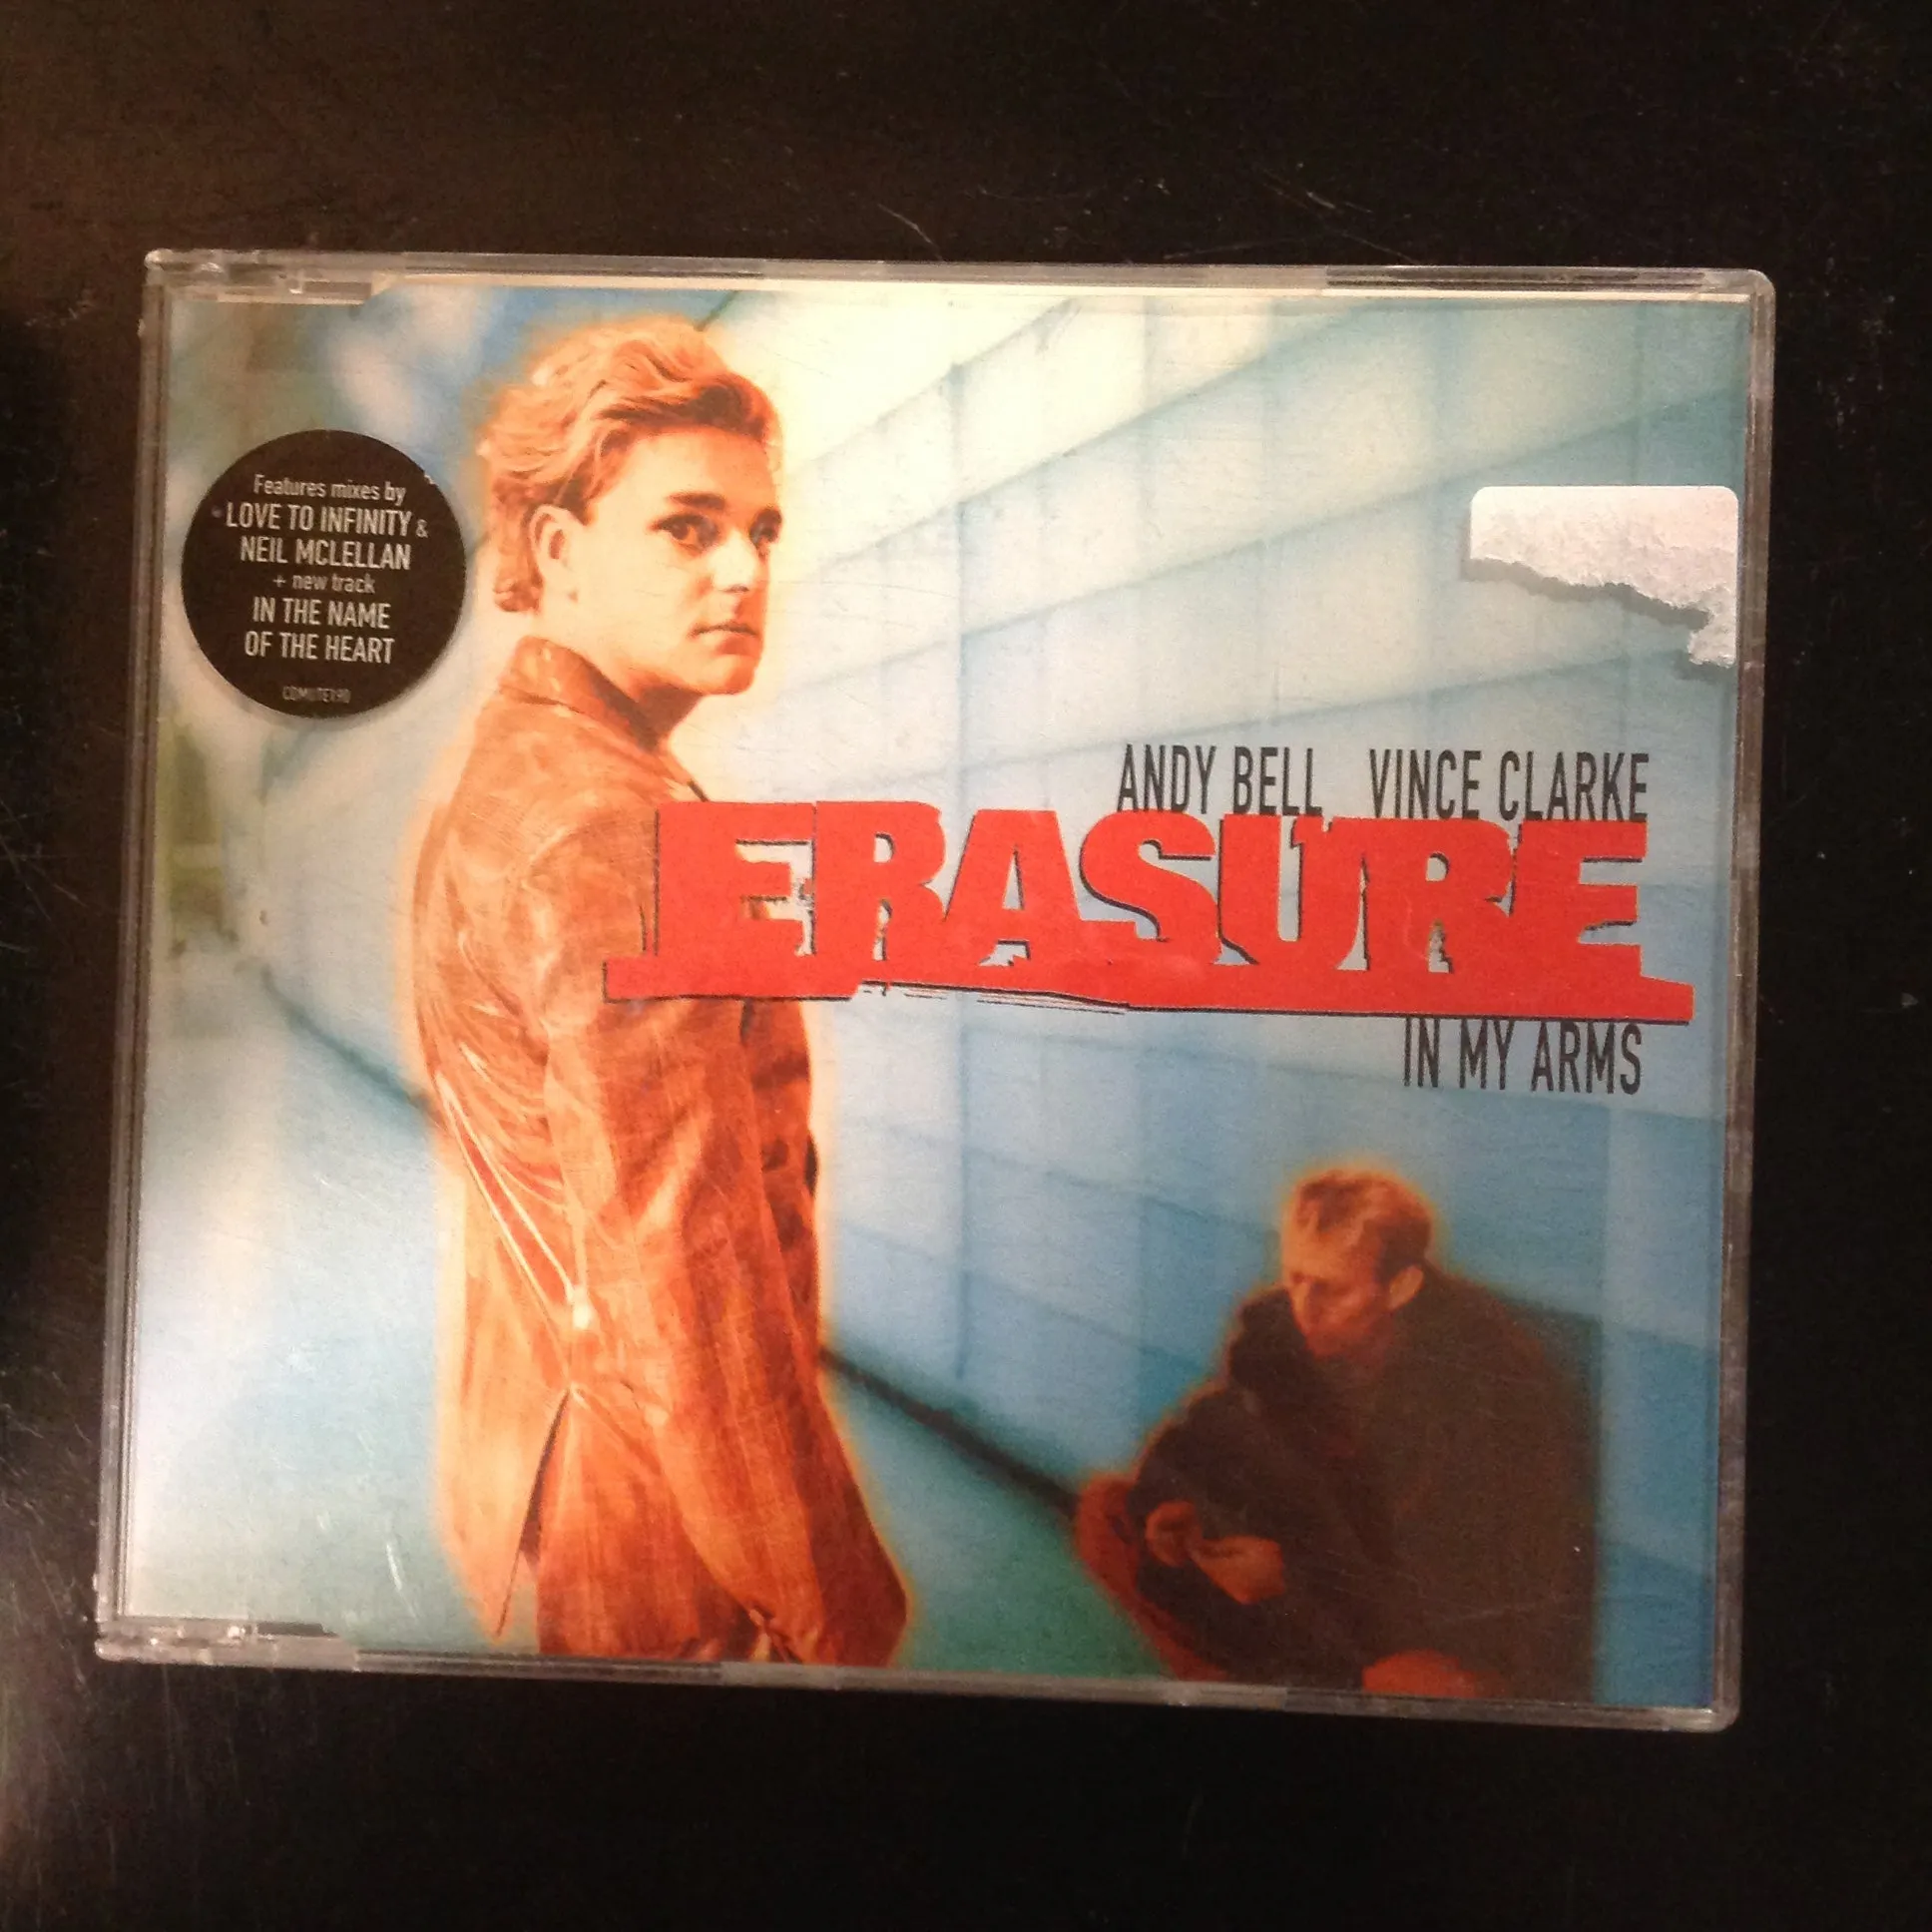 Features mixes by
LOVE TO INFINITY &
NEIL MCLELLAN
+ new track
IN THE NAME
OF THE HEART
CDMUTE190
ANDY BELL VINCE CLARKE
ERASURE
IN MY ARMS